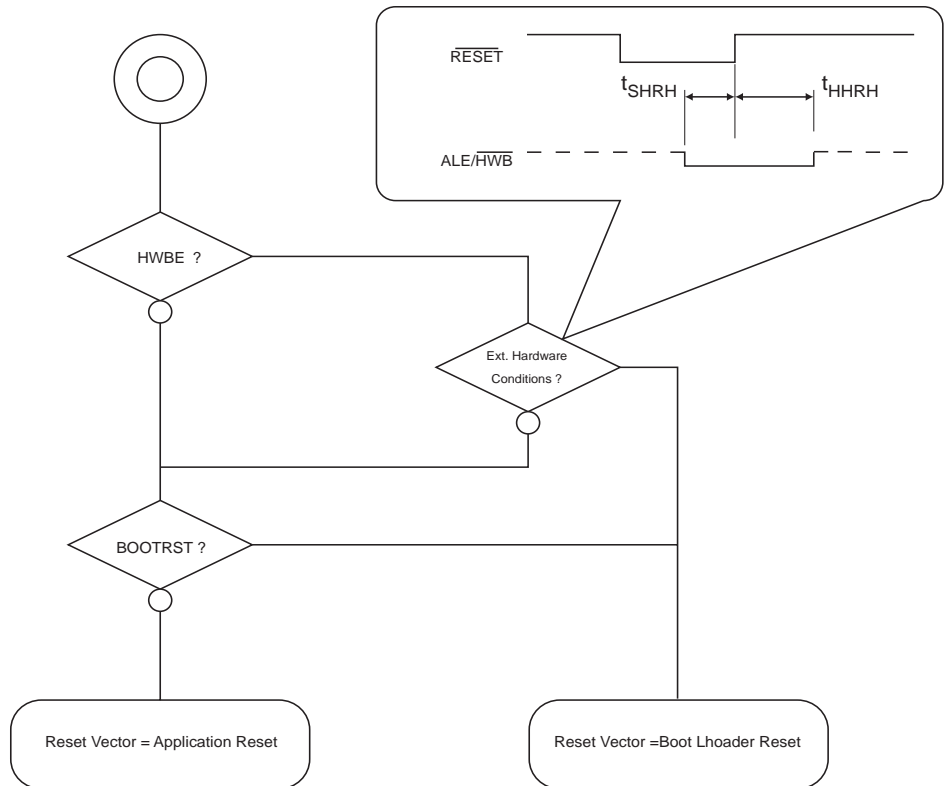 RESET
tSHRH
tHHRH
ALE/HWB
HWBE ?
Ext. Hardware
Conditions ?
BOOTRST ?
Reset Vector = Application Reset
Reset Vector =Boot Lhoader Reset